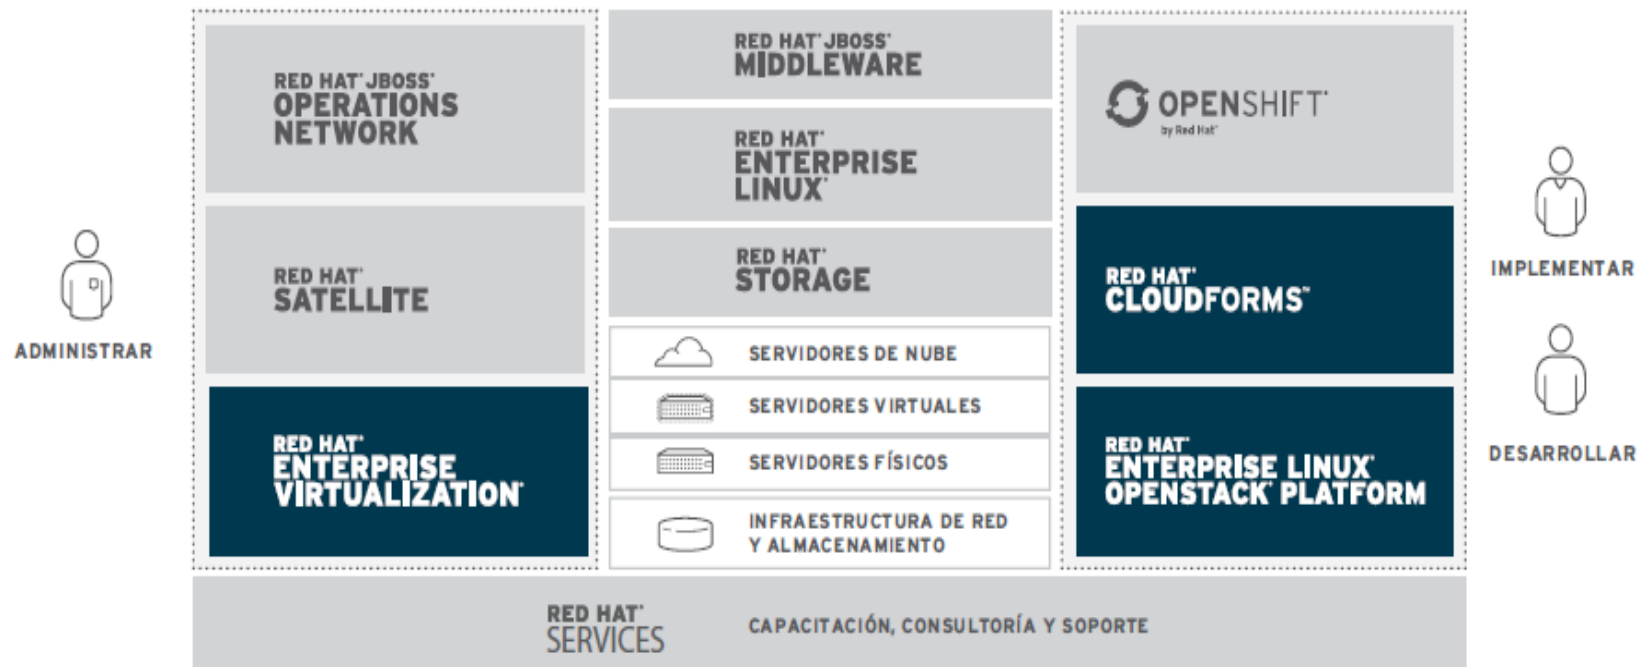 ADMINISTRAR
RED HAT® JBOSS®
OPERATIONS
NETWORK
RED HAT®
SATELLITE
RED HAT®
ENTERPRISE
VIRTUALIZATION®
RED HAT® JBOSS®
MIDDLEWARE
RED HAT®
ENTERPRISE
LINUX®
RED HAT®
STORAGE
SERVIDORES DE NUBE
SERVIDORES VIRTUALES
SERVIDORES FÍSICOS
INFRAESTRUCTURA DE RED
Y ALMACENAMIENTO
OPENSHIFT®
by Red Hat®
RED HAT®
CLOUDFORMS™
RED HAT®
ENTERPRISE LINUX®
OPENSTACK® PLATFORM
IMPLEMENTAR
DESARROLLAR
RED HAT®
SERVICES
CAPACITACIÓN, CONSULTORÍA Y SOPORTE